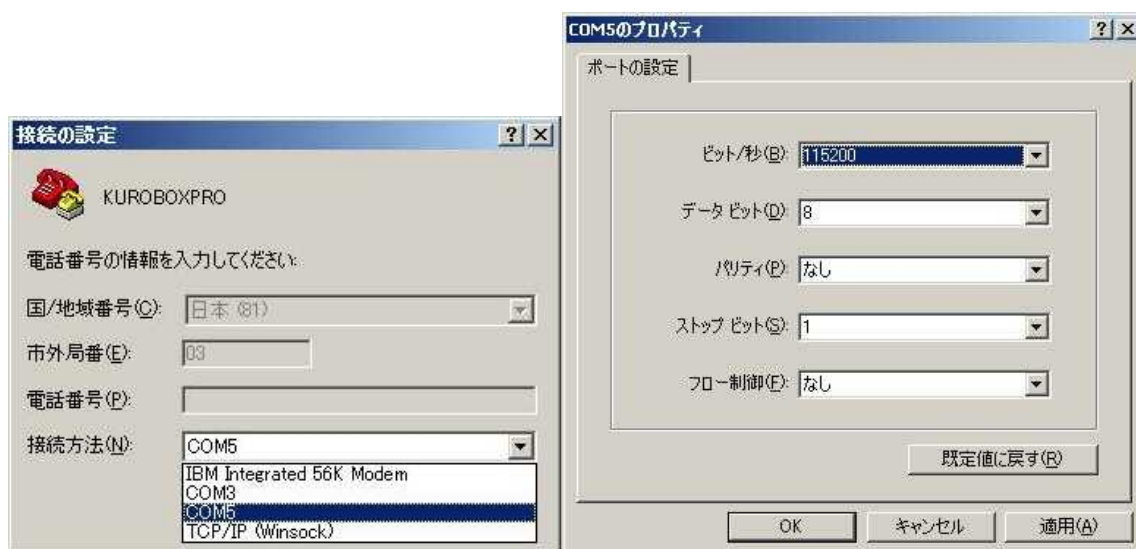 接続の設定
KUROBOXPRO
電話番号の情報を入力してください:
国/地域番号(C): 日本 (81)
市外局番(E): 03
電話番号(P):
接続方法(N): COM5
IBM Integrated 56K Modem
COM3
COM5
TCP/IP (Winsock)
COM5のプロパティ
ポートの設定
ビット/秒(B): 115200
データ ビット(D): 8
パリティ(P): なし
ストップ ビット(S): 1
フロー制御(F): なし
既定値に戻す(R)
OK キャンセル 適用(A)